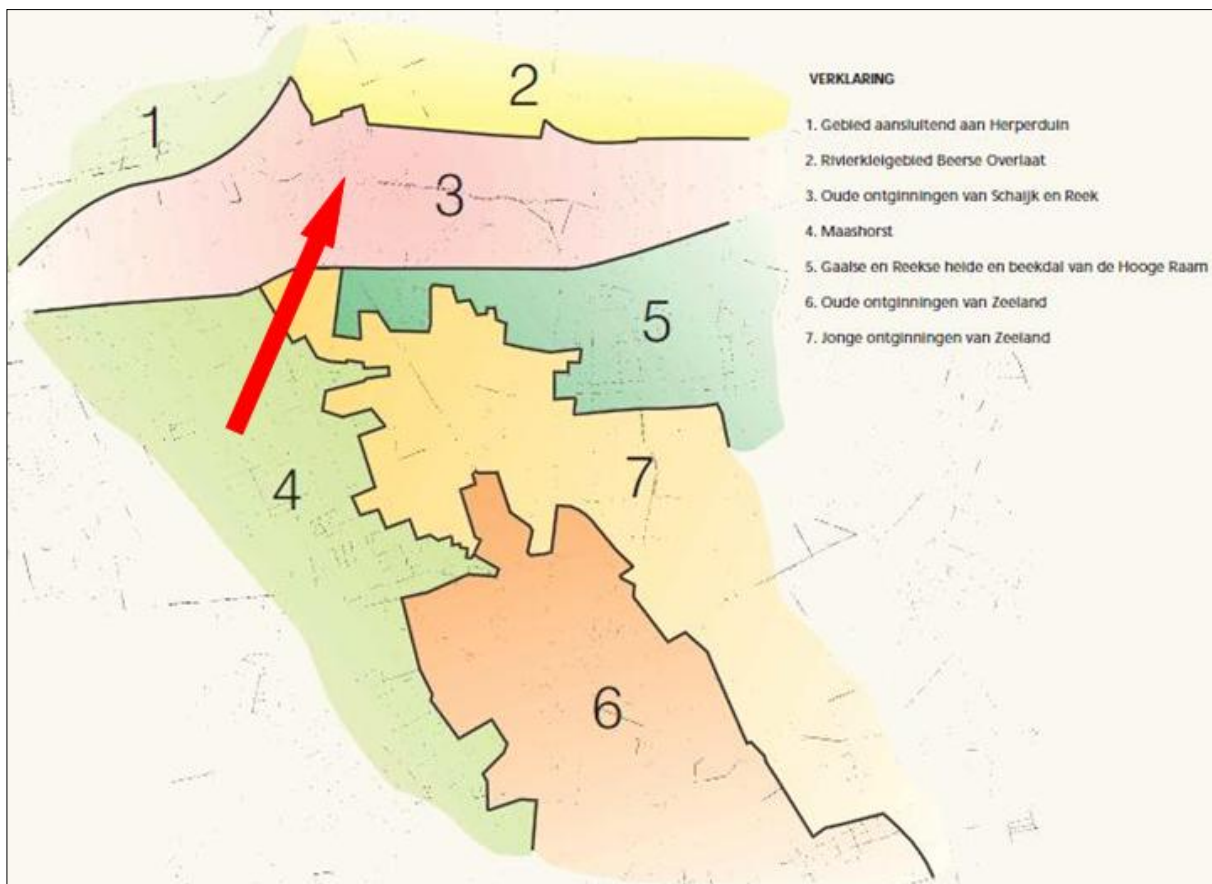 VERKLARING
1. Gebied aansluitend aan Herperduin
2. Rivierkleigebied Beerse Overlaat
3. Oude ontginningen van Schaijk en Reek
4. Maashorst
5. Gaalse en Reekse heide en beekdal van de Hooge Raam
6. Oude ontginningen van Zeeland
7. Jonge ontginningen van Zeeland
1
2
3
4
5
6
7